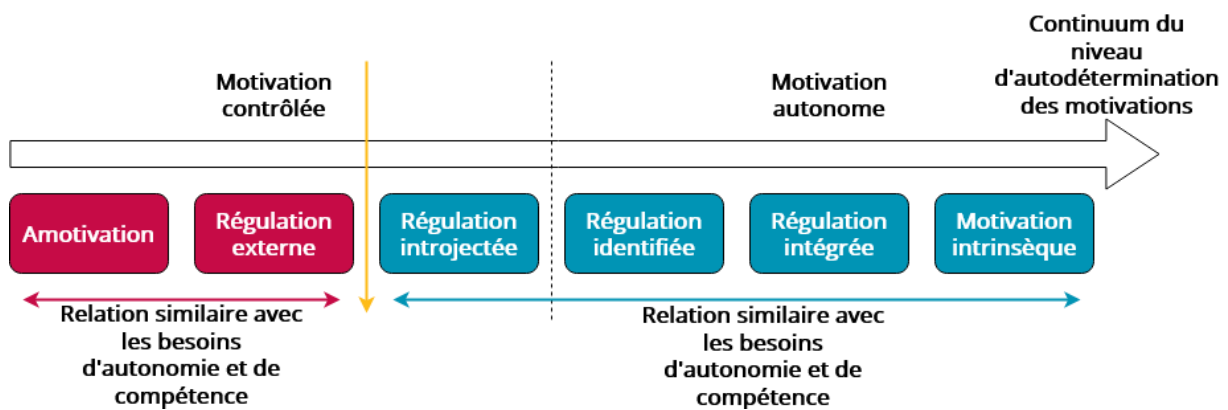 Continuum du
niveau
d'autodétermination
des motivations
Motivation
contrôlée
Motivation
autonome
Amotivation
Régulation
externe
Régulation
introjectée
Régulation
identifiée
Régulation
intégrée
Motivation
intrinsèque
Relation similaire avec
les besoins
d'autonomie et de
compétence
Relation similaire avec
les besoins
d'autonomie et de
compétence